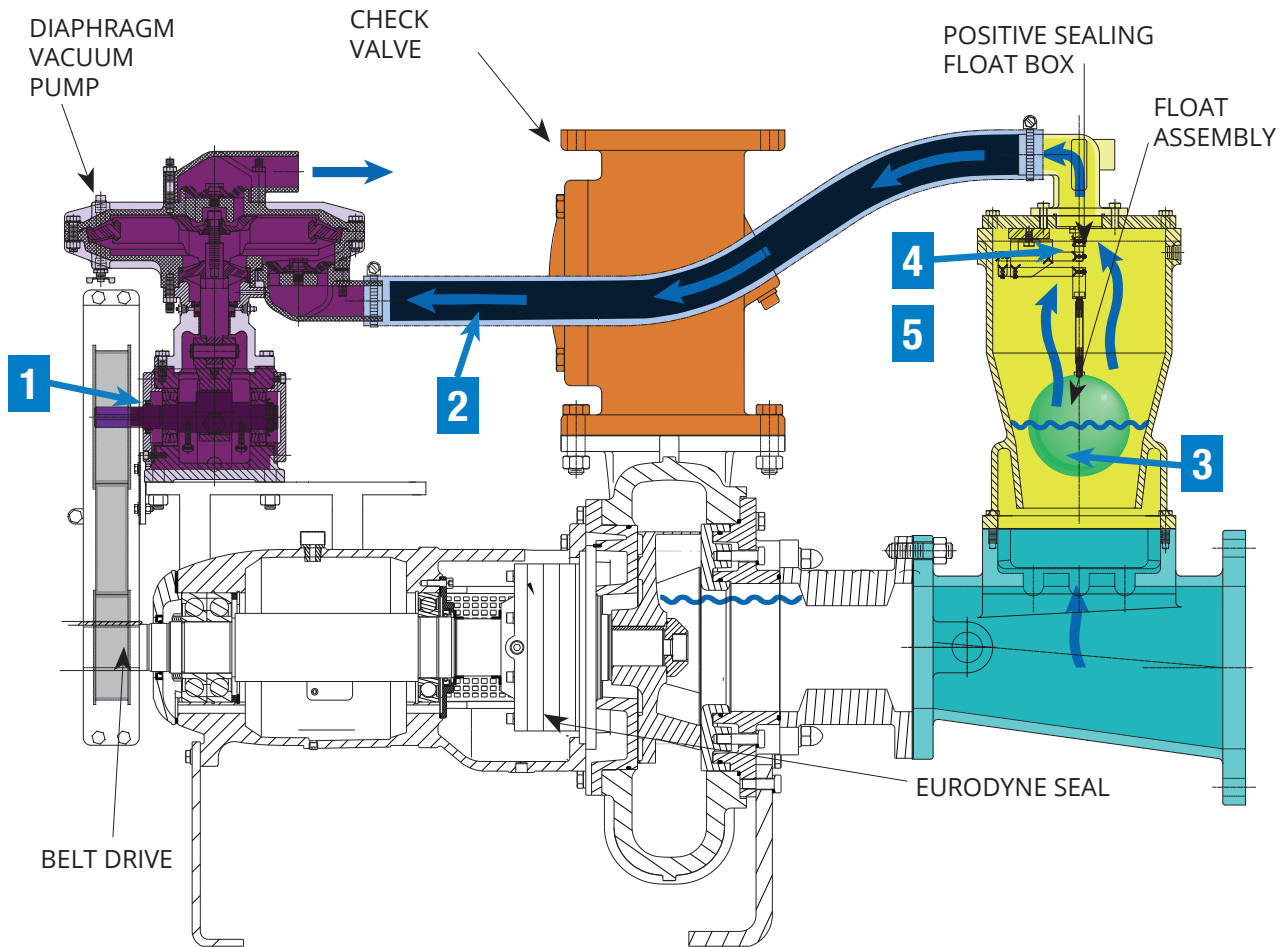 DIAPHRAGM
VACUUM
PUMP
CHECK
VALVE
POSITIVE SEALING
FLOAT BOX
FLOAT
ASSEMBLY
4
5
1
2
3
EURODYNE SEAL
BELT DRIVE